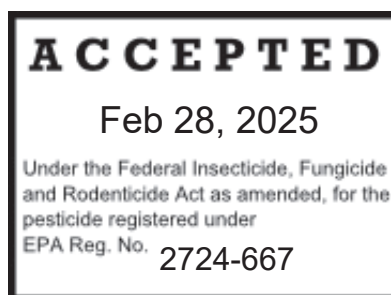 ACCEPTED
Feb 28, 2025
Under the Federal Insecticide, Fungicide
and Rodenticide Act as amended, for the
pesticide registered under
EPA Reg. No. 2724-667